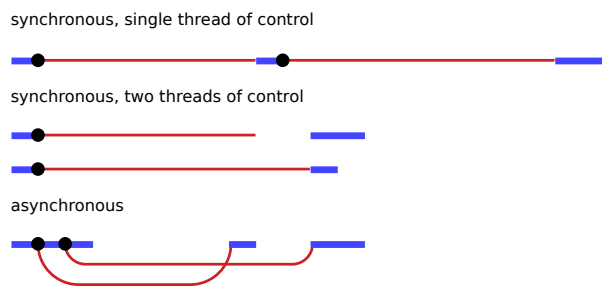 synchronous, single thread of control
synchronous, two threads of control
asynchronous